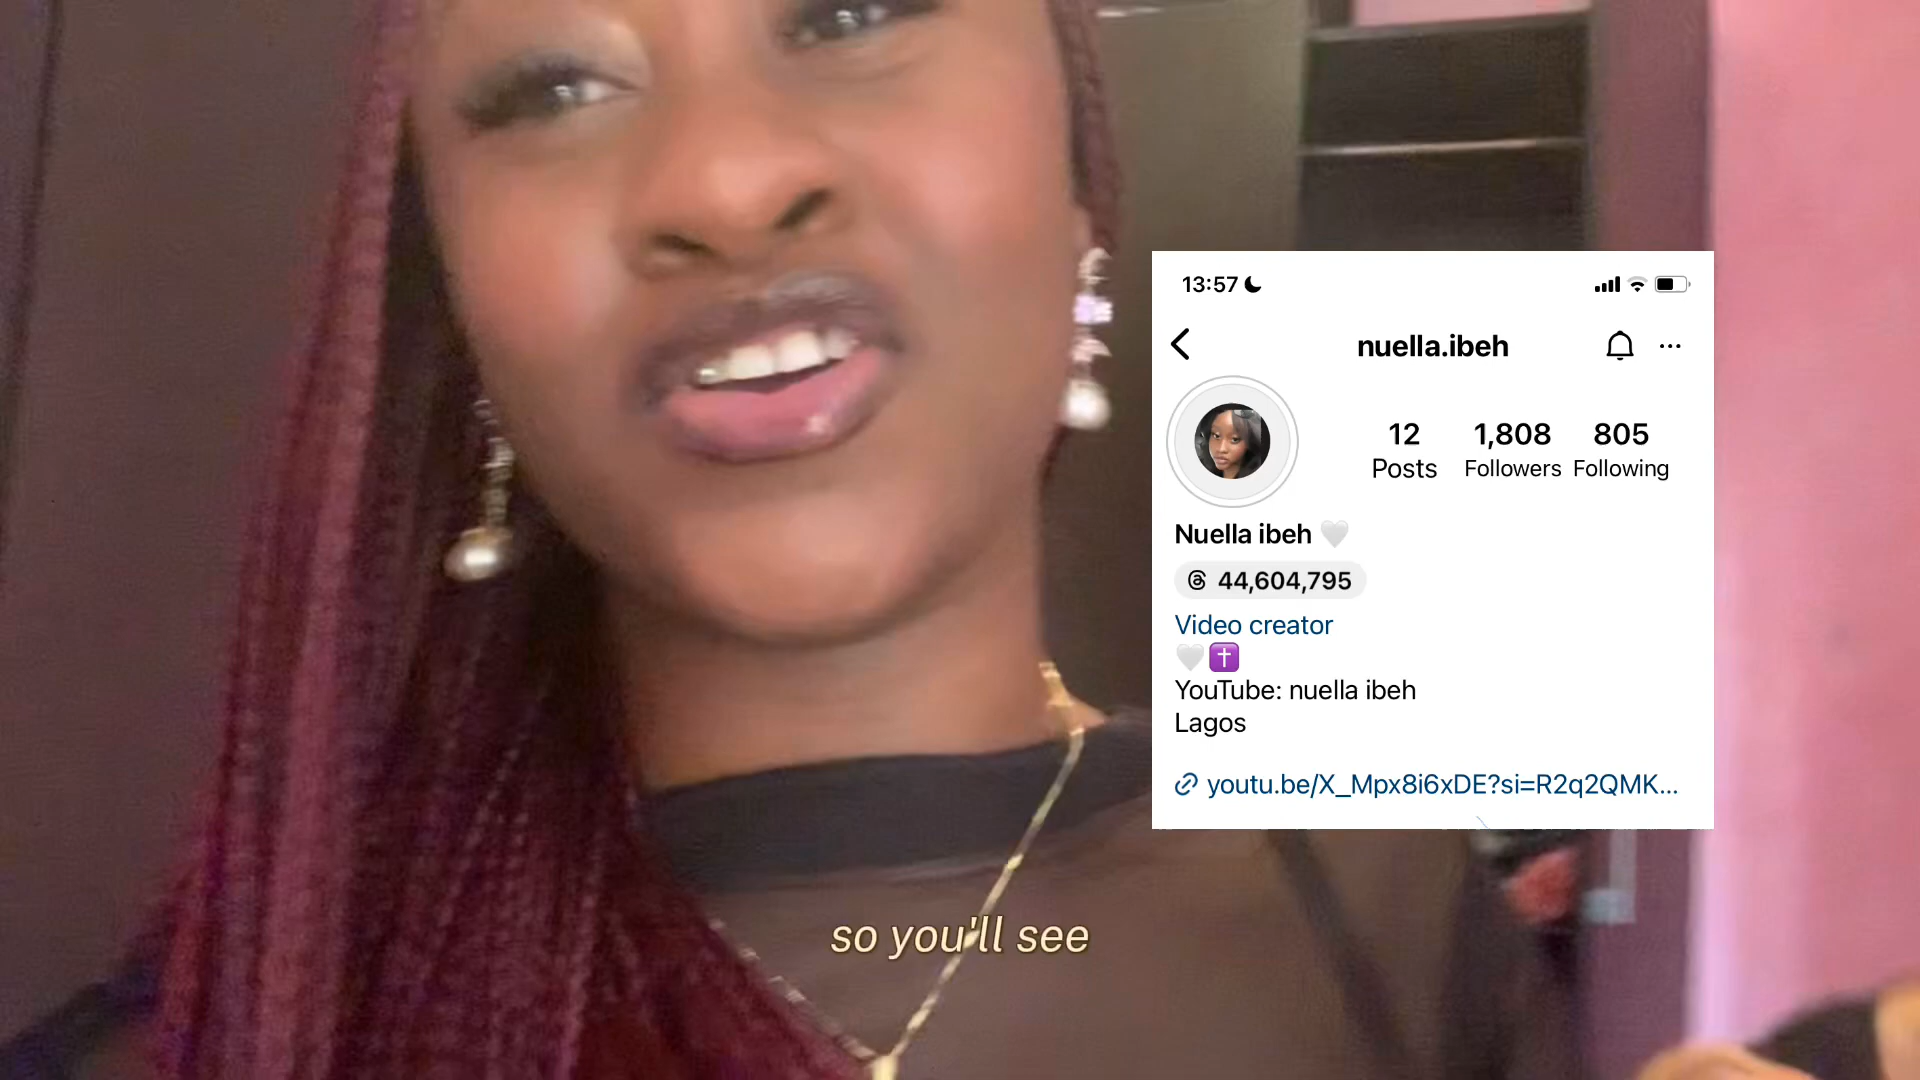 13:57
nuella.ibeh
12 1,808 805
Posts Followers Following
Nuella ibeh 🤍
44,604,795
Video creator
🤍✝️
YouTube: nuella ibeh
Lagos
youtu.be/X_Mpx8i6xDE?si=R2q2QMK...
so you'll see